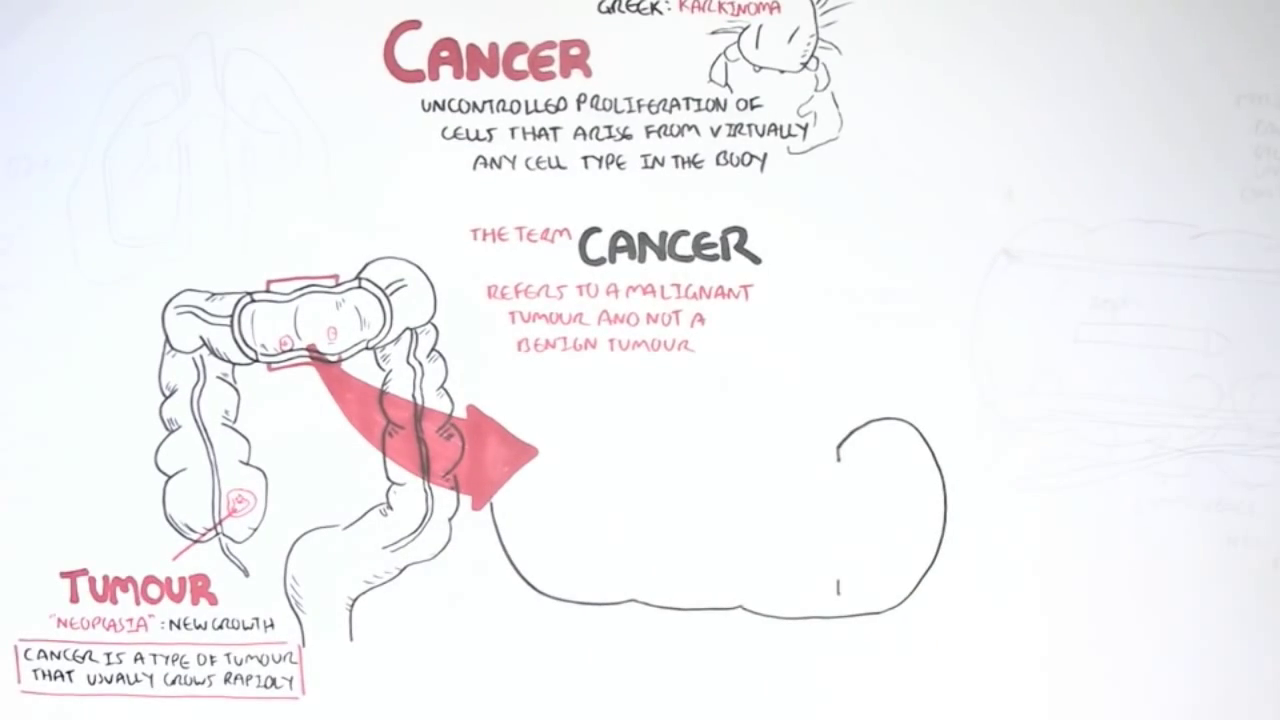 GREEK: KARKINOMA
CANCER
UNCONTROLLED PROLIFERATION OF
CELLS THAT ARISE FROM VIRTUALLY
ANY CELL TYPE IN THE BODY
THE TERM CANCER
REFERS TO A MALIGNANT
TUMOUR AND NOT A
BENIGN TUMOUR
TUMOUR
"NEOPLASIA" : NEW GROWTH
CANCER IS A TYPE OF TUMOUR
THAT USUALLY GROWS RAPIDLY